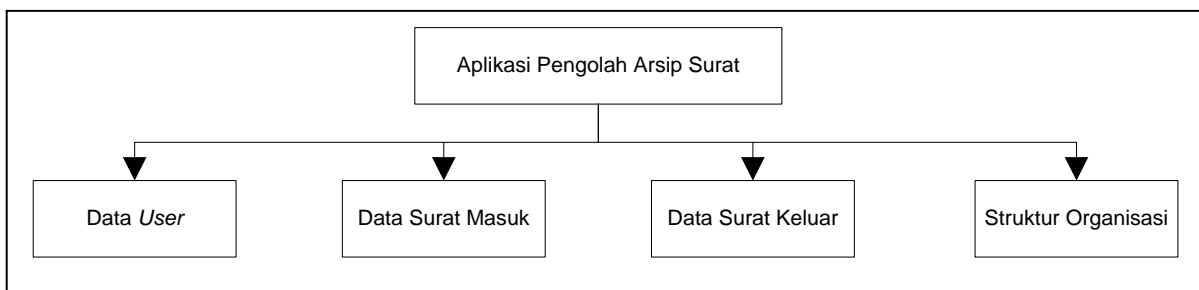 Aplikasi Pengolah Arsip Surat
Data User
Data Surat Masuk
Data Surat Keluar
Struktur Organisasi